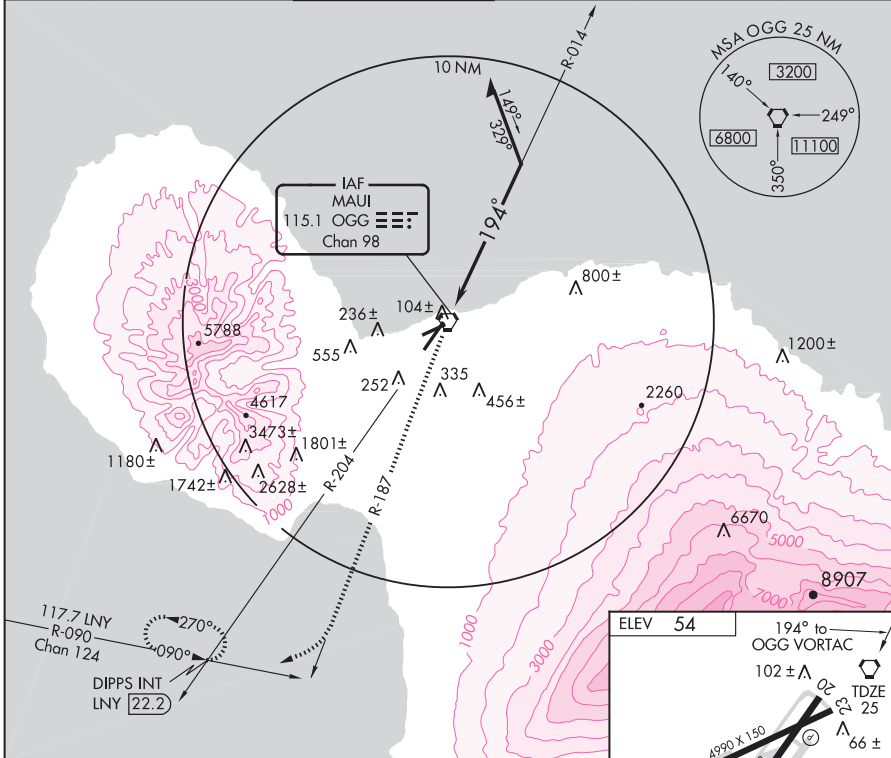 MSA OGG 25 NM
3200
140°
249°
6800
11100
350°
10 NM
R-014
149°
329°
194°
IAF
MAUI
115.1 OGG
Chan 98
800±
104±
236±
3000
5788
555
1200±
335
252
456±
2260
4617
3473±
1801±
1180±
1742±
2628±
1000
R-204
R-187
6670
5000
8907
7000
1000
3000
117.7 LNY
R-090
Chan 124
270°
090°
DIPPS INT
LNY 22.2
ELEV 54
194° to
OGG VORTAC
102 ±
TDZE
25
20
23
66 ±
4990 X 150